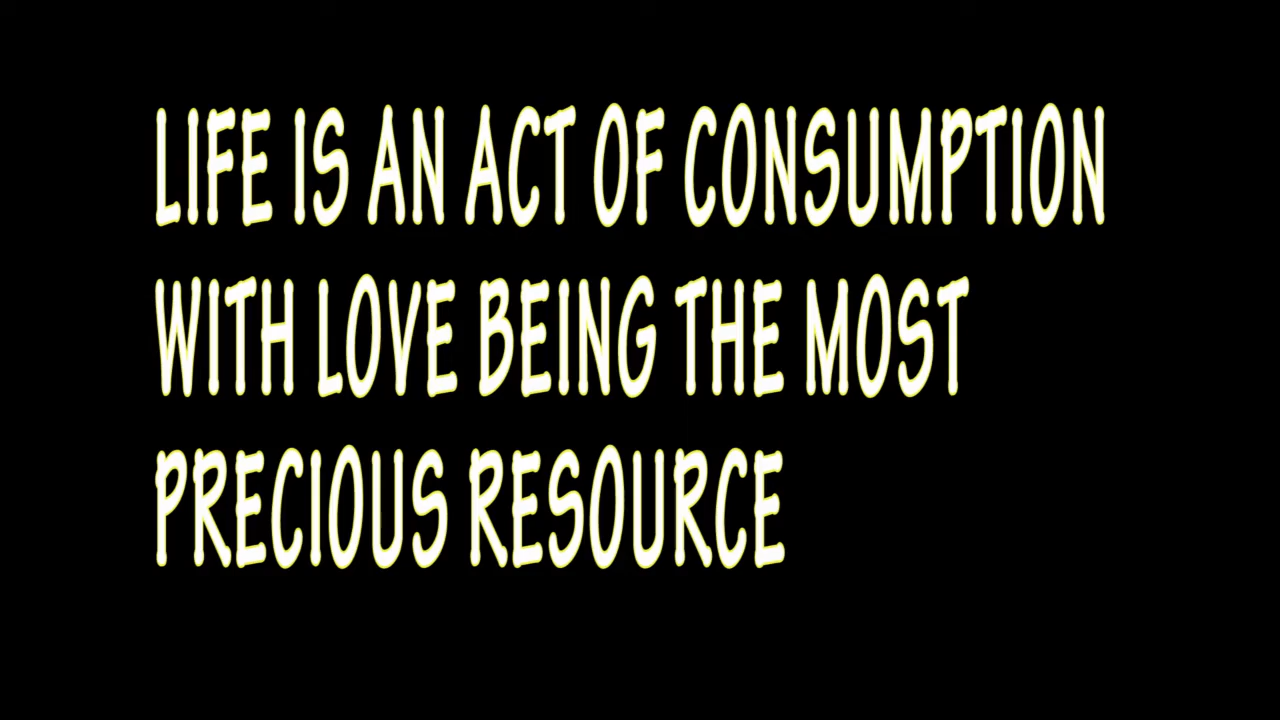 LIFE IS AN ACT OF CONSUMPTION
WITH LOVE BEING THE MOST
PRECIOUS RESOURCE